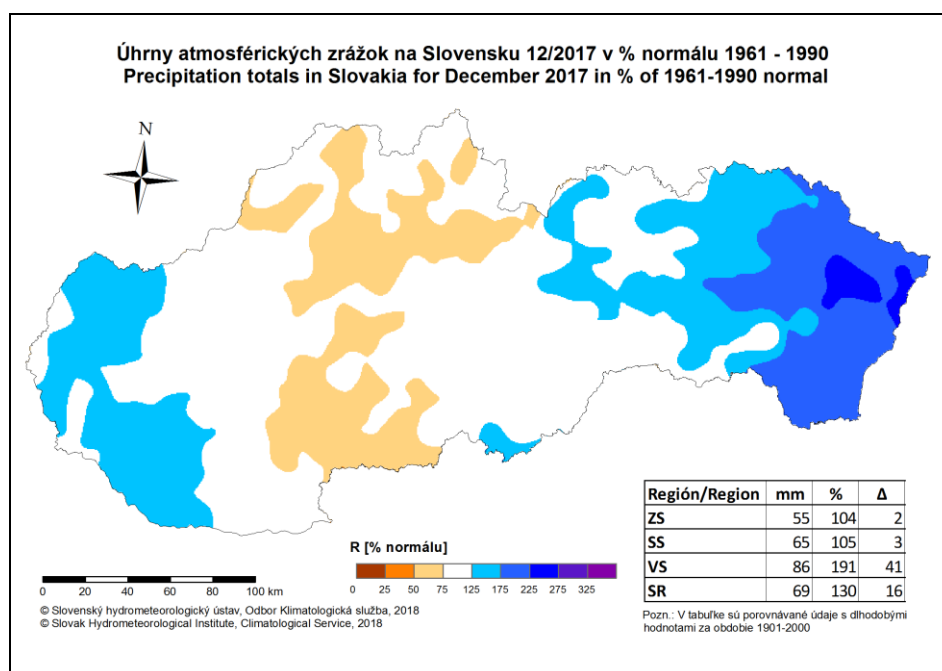 Úhrny atmosférických zrážok na Slovensku 12/2017 v % normálu 1961 - 1990
Precipitation totals in Slovakia for December 2017 in % of 1961-1990 normal
N
Región/Region mm % Δ
ZS 55 104 2
SS 65 105 3
VS 86 191 41
SR 69 130 16
R [% normálu]
0 25 50 75 125 175 225 275 325
0 20 40 60 80 100 km
© Slovenský hydrometeorologický ústav, Odbor Klimatologická služba, 2018
© Slovak Hydrometeorological Institute, Climatological Service, 2018
Pozn.: V tabuľke sú porovnávané údaje s dlhodobými
hodnotami za obdobie 1901-2000